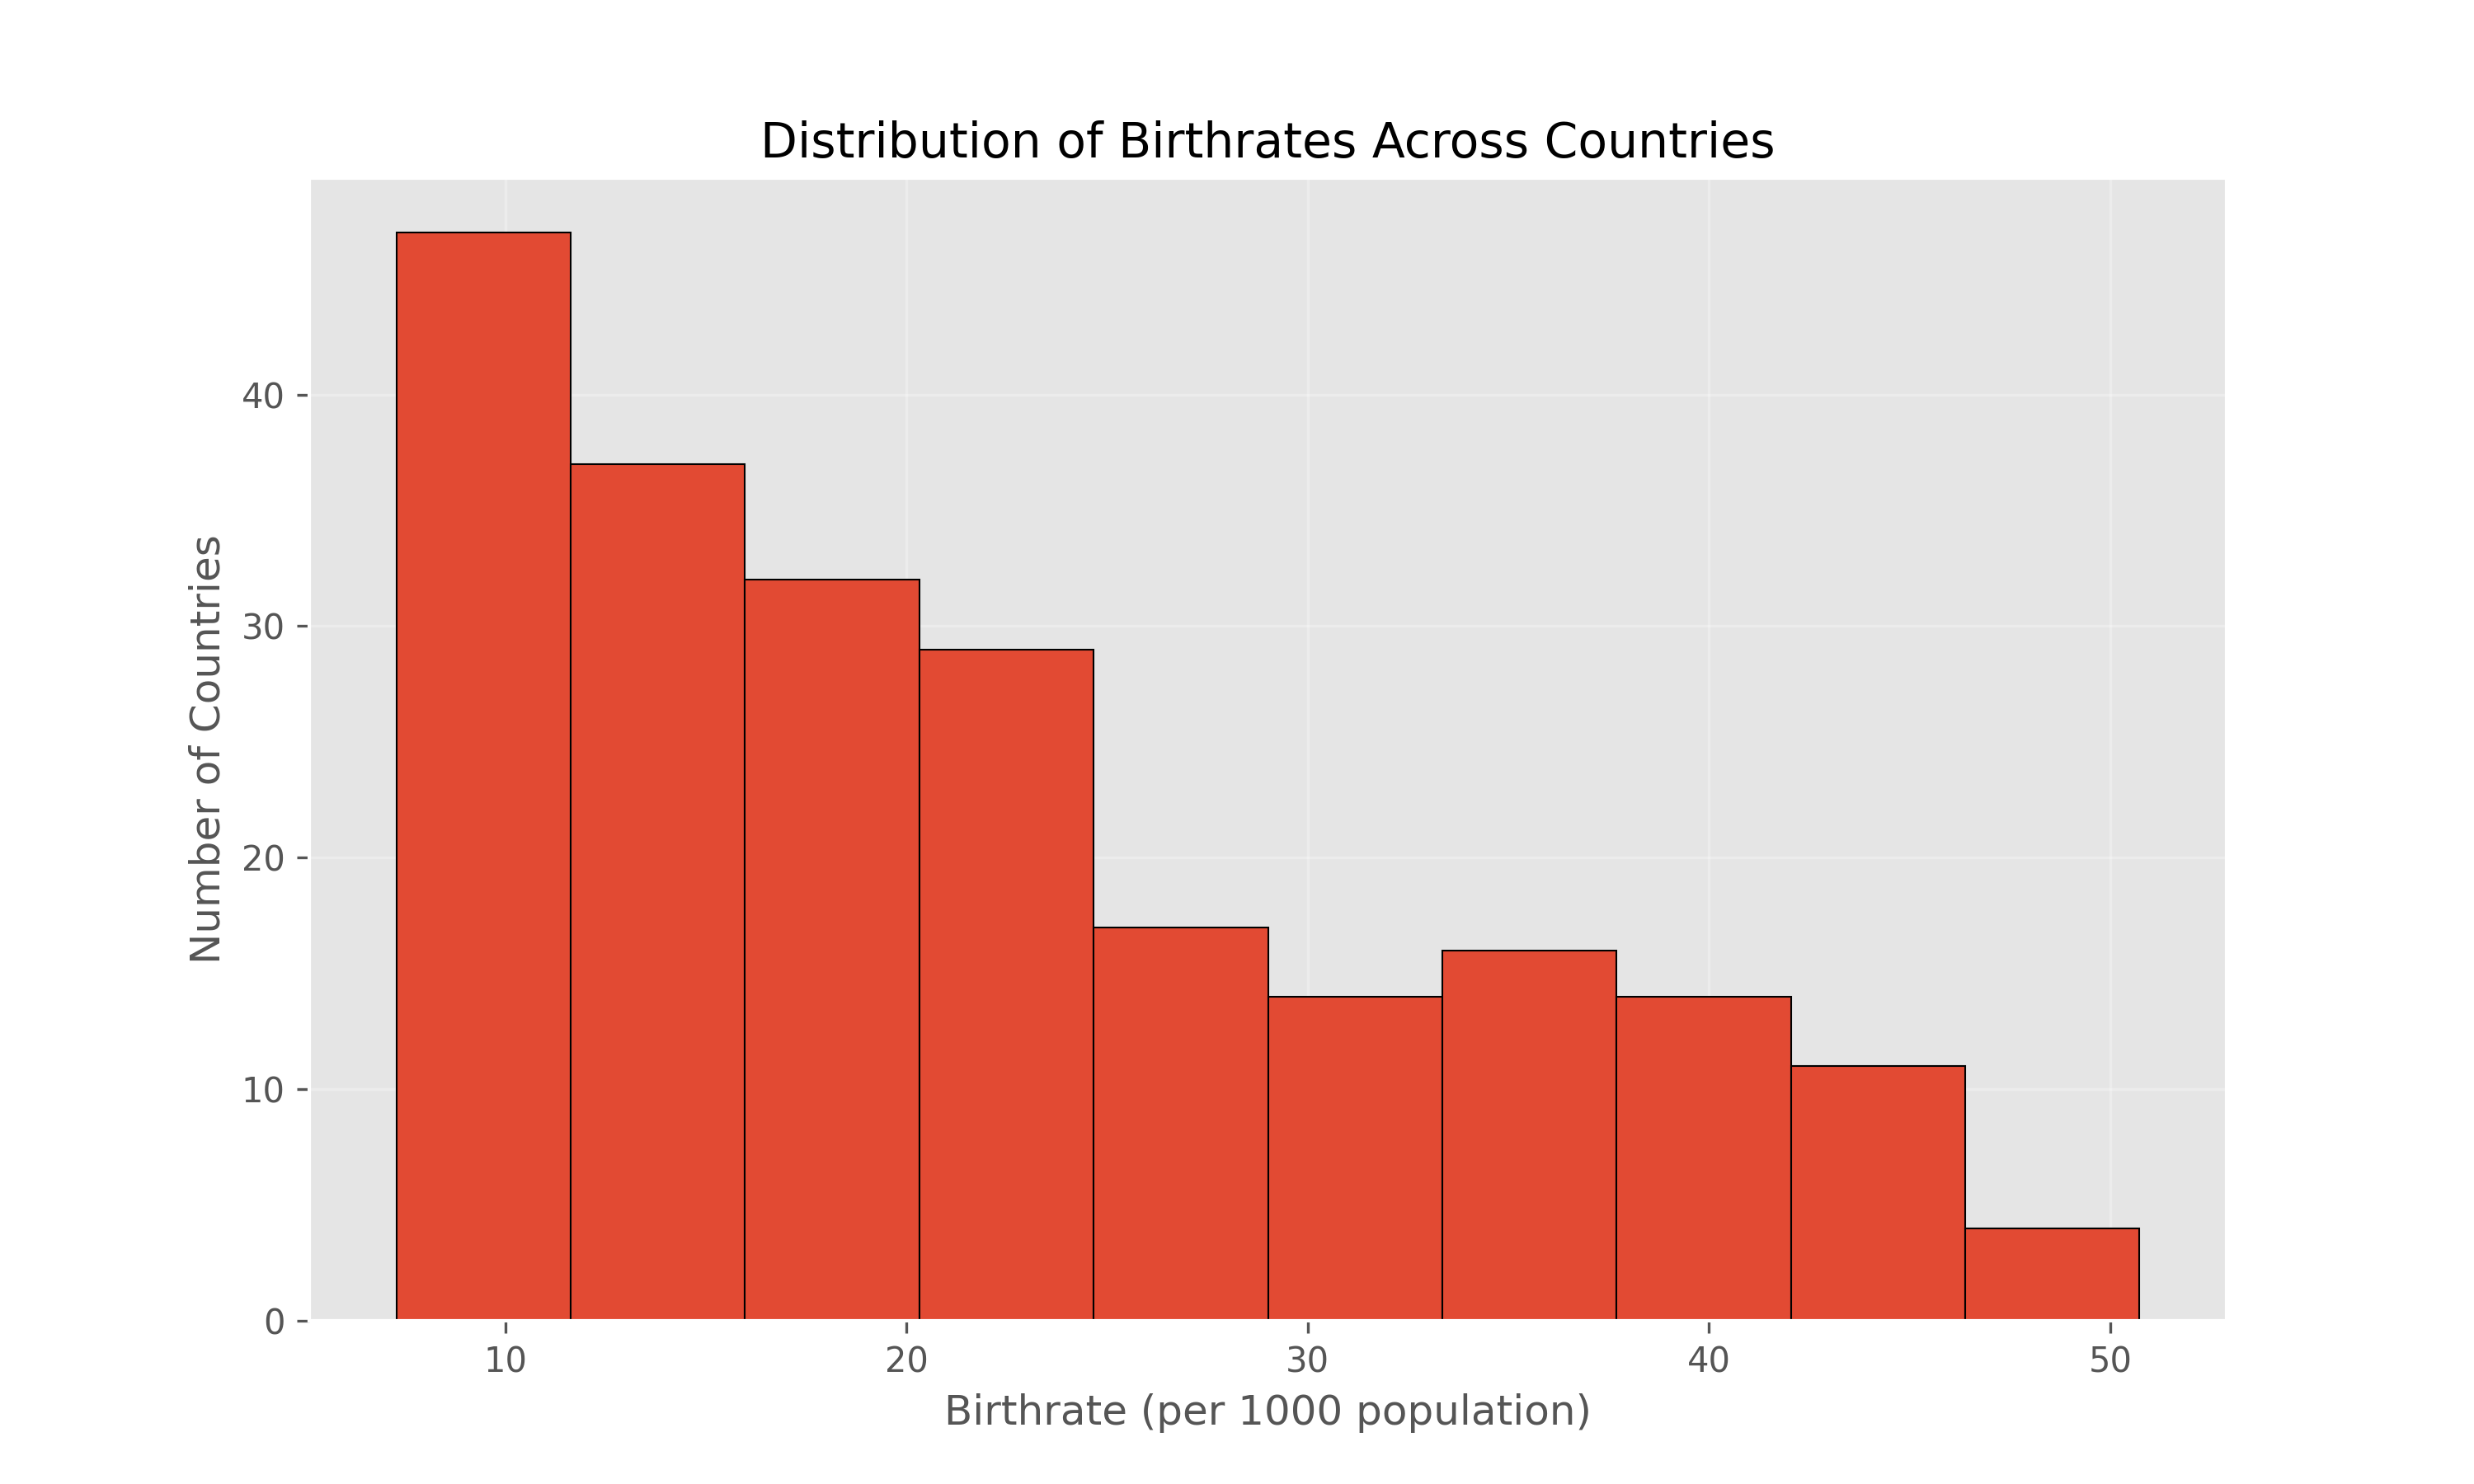 Distribution of Birthrates Across Countries
Number of Countries
40
30
20
10
0
10 20 30 40 50
Birthrate (per 1000 population)